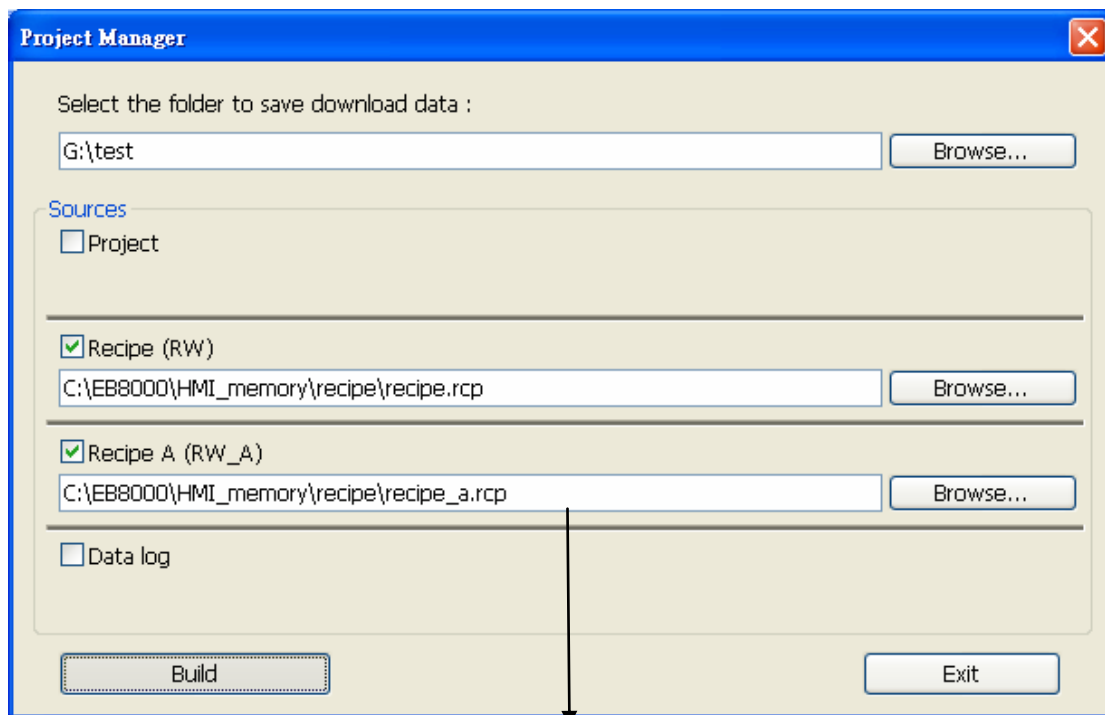 Project Manager
Select the folder to save download data :
G:\test
Browse...
Sources
Project
Recipe (RW)
C:\EB8000\HMI_memory\recipe\recipe.rcp
Browse...
Recipe A (RW_A)
C:\EB8000\HMI_memory\recipe\recipe_a.rcp
Browse...
Data log
Build
Exit